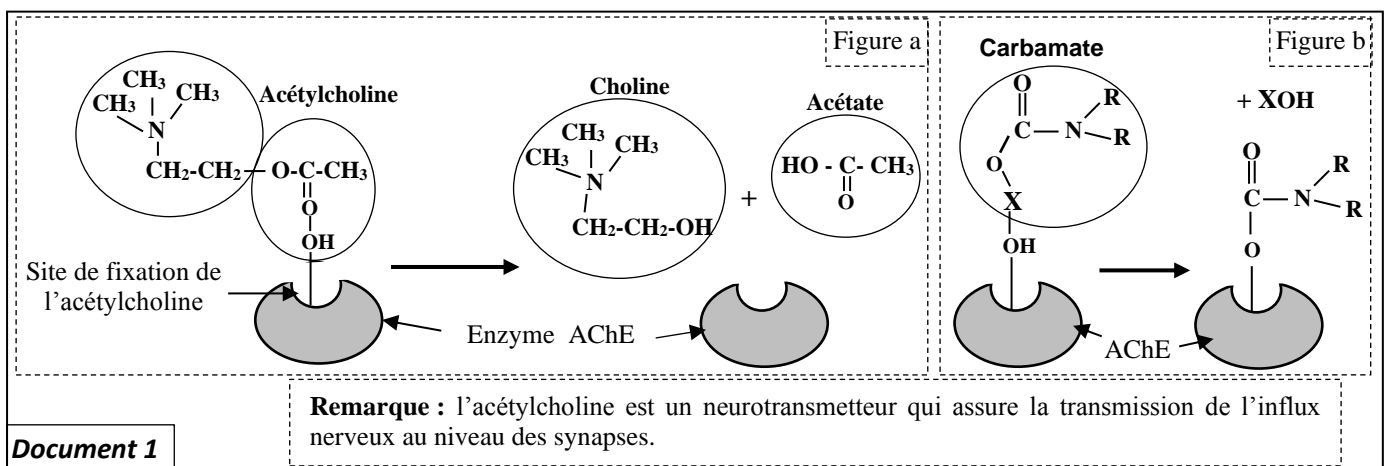 Figure a
Acétylcholine
CH3
CH3
CH3
N
CH2-CH2
O-C-CH3
O
OH
Site de fixation de
l'acétylcholine
Enzyme AChE
Choline
CH3
CH3
CH3
N
CH2-CH2-OH
+
Acétate
HO - C- CH3
O
Figure b
Carbamate
O
C
N
R
R
O
X
OH
AChE
+ XOH
O
C
N
R
R
O
Remarque : l'acétylcholine est un neurotransmetteur qui assure la transmission de l'influx
nerveux au niveau des synapses.
Document 1